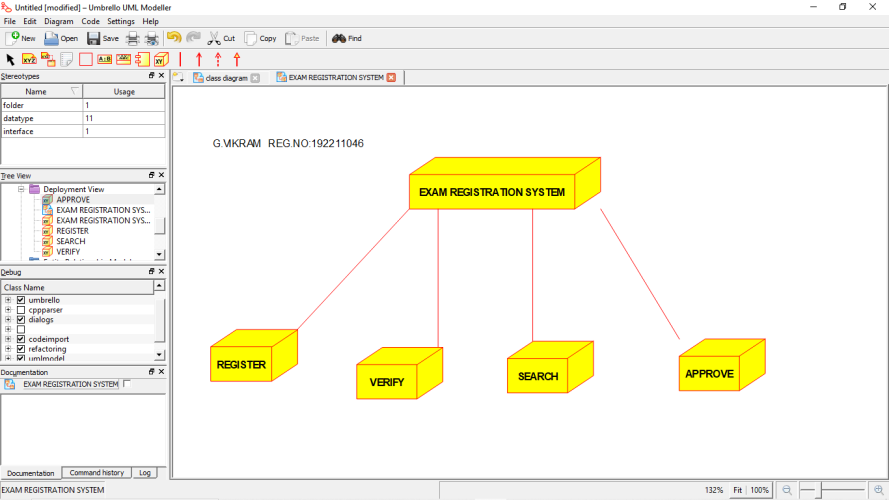 Untitled [modified] – Umbrello UML Modeller
File Edit Diagram Code Settings Help
New Open Save Cut Copy Paste Find
XYZ A:B ABC XY
Stereotypes
class diagram EXAM REGISTRATION SYSTEM
Name Usage
folder 1
datatype 11
interface 1
G.VIKRAM REG.NO:192211046
EXAM REGISTRATION SYSTEM
REGISTER
VERIFY
SEARCH
APPROVE
Tree View
Deployment View
APPROVE
EXAM REGISTRATION SYS...
EXAM REGISTRATION SYS...
REGISTER
SEARCH
VERIFY
Debug
Class Name
umbrello
cppparser
dialogs
codeimport
refactoring
umlmodel
Documentation
EXAM REGISTRATION SYSTEM
Documentation Command history Log
EXAM REGISTRATION SYSTEM 132% Fit 100%